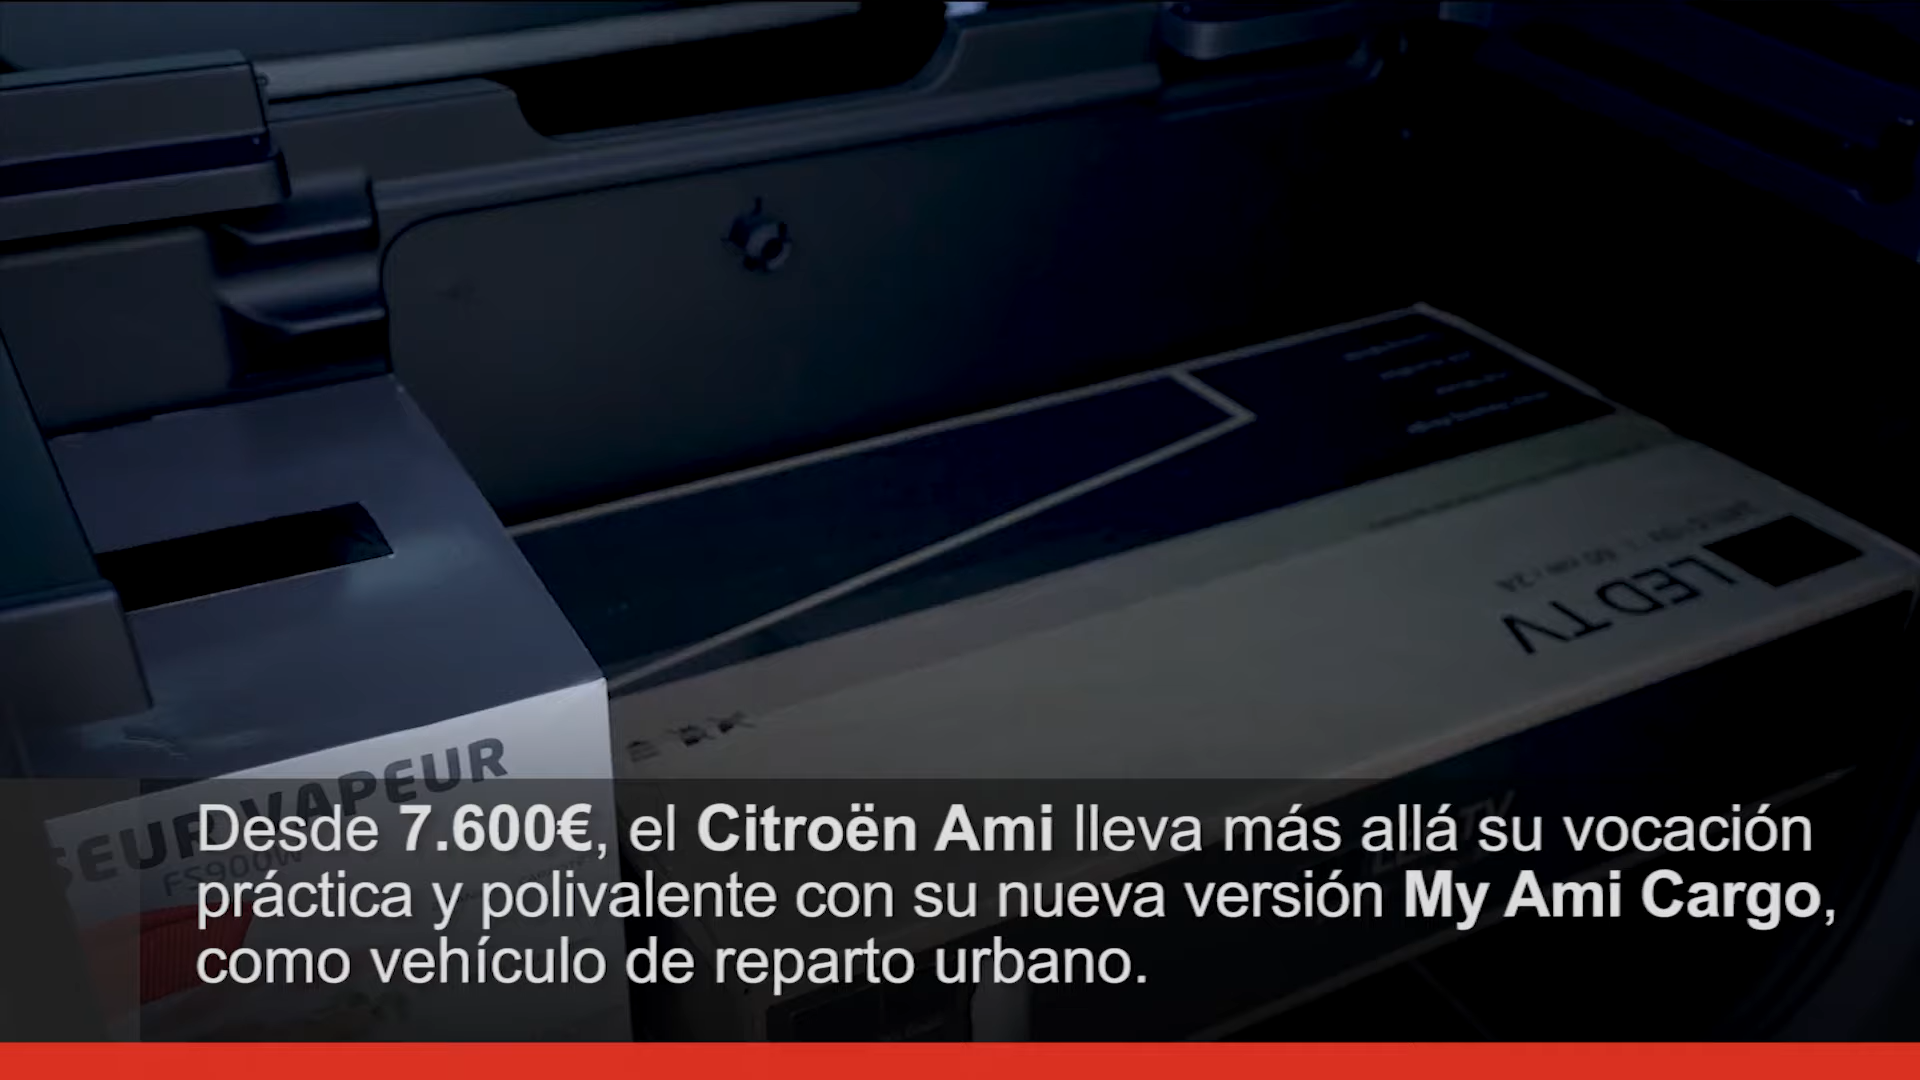 LED TV
SEUR VAPEUR
FS900W
Desde 7.600€, el Citroën Ami lleva más allá su vocación
práctica y polivalente con su nueva versión My Ami Cargo,
como vehículo de reparto urbano.